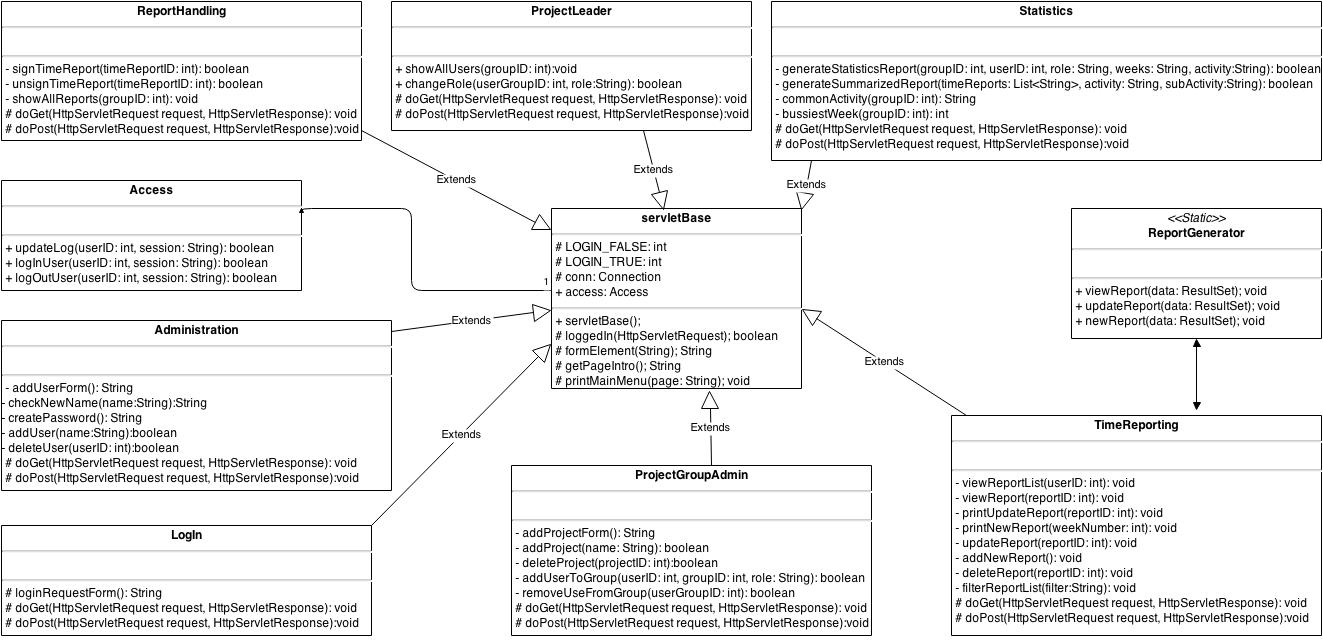 ReportHandling
- signTimeReport(timeReportID: int): boolean
- unsignTimeReport(timeReportID: int): boolean
- showAllReports(groupID: int): void
# doGet(HttpServletRequest request, HttpServletResponse): void
# doPost(HttpServletRequest request, HttpServletResponse):void
ProjectLeader
+ showAllUsers(groupID: int):void
+ changeRole(userGroupID: int, role:String): boolean
# doGet(HttpServletRequest request, HttpServletResponse): void
# doPost(HttpServletRequest request, HttpServletResponse):void
Statistics
- generateStatisticsReport(groupID: int, userID: int, role: String, weeks: String, activity:String): boolean
- generateSummarizedReport(timeReports: List<String>, activity: String, subActivity:String): boolean
- commonActivity(groupID: int): String
- bussiestWeek(groupID: int): int
# doGet(HttpServletRequest request, HttpServletResponse): void
# doPost(HttpServletRequest request, HttpServletResponse):void
Extends
Extends
Extends
Access
+ updateLog(userID: int, session: String): boolean
+ logInUser(userID: int, session: String): boolean
+ logOutUser(userID: int, session: String): boolean
servletBase
# LOGIN_FALSE: int
# LOGIN_TRUE: int
# conn: Connection
+ access: Access
+ servletBase();
# loggedIn(HttpServletRequest); boolean
# formElement(String); String
# getPageIntro(); String
# printMainMenu(page: String); void
1
<<Static>>
ReportGenerator
+ viewReport(data: ResultSet); void
+ updateReport(data: ResultSet); void
+ newReport(data: ResultSet); void
Administration
- addUserForm(): String
- checkNewName(name:String):String
- createPassword(): String
- addUser(name:String):boolean
- deleteUser(userID: int):boolean
# doGet(HttpServletRequest request, HttpServletResponse): void
# doPost(HttpServletRequest request, HttpServletResponse):void
Extends
Extends
Extends
Extends
LogIn
# loginRequestForm(): String
# doGet(HttpServletRequest request, HttpServletResponse): void
# doPost(HttpServletRequest request, HttpServletResponse):void
ProjectGroupAdmin
- addProjectForm(): String
- addProject(name: String): boolean
- deleteProject(projectID: int):boolean
- addUserToGroup(userID: int, groupID: int, role: String): boolean
- removeUseFromGroup(userGroupID: int): boolean
# doGet(HttpServletRequest request, HttpServletResponse): void
# doPost(HttpServletRequest request, HttpServletResponse):void
TimeReporting
- viewReportList(userID: int): void
- viewReport(reportID: int): void
- printUpdateReport(reportID: int): void
- printNewReport(weekNumber: int): void
- updateReport(reportID: int): void
- addNewReport(): void
- deleteReport(reportID: int): void
- filterReportList(filter:String): void
# doGet(HttpServletRequest request, HttpServletResponse): void
# doPost(HttpServletRequest request, HttpServletResponse):void